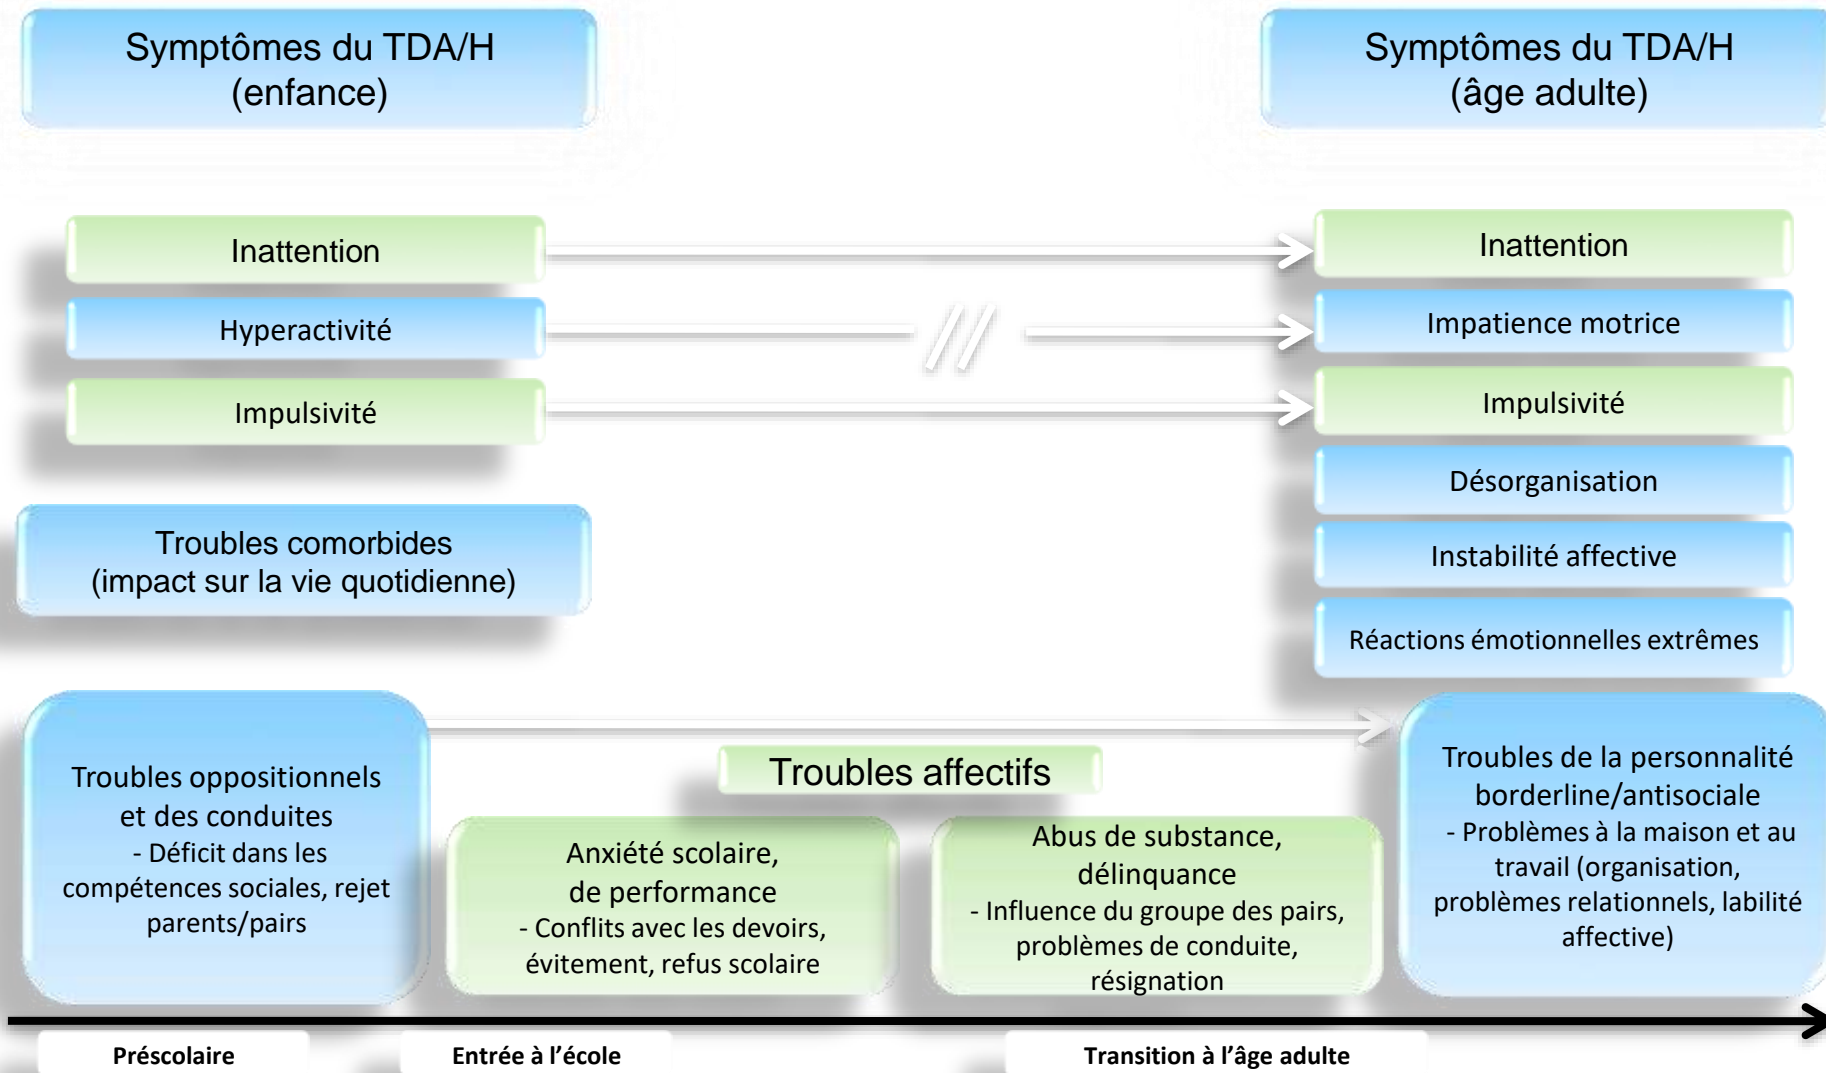 Symptômes du TDA/H
(enfance)
Symptômes du TDA/H
(âge adulte)
Inattention
Hyperactivité
Impulsivité
Inattention
Impatience motrice
Impulsivité
Désorganisation
Instabilité affective
Réactions émotionnelles extrêmes
Troubles comorbides
(impact sur la vie quotidienne)
Troubles oppositionnels
et des conduites
- Déficit dans les
compétences sociales, rejet
parents/pairs
Troubles affectifs
Anxiété scolaire,
de performance
- Conflits avec les devoirs,
évitement, refus scolaire
Abus de substance,
délinquance
- Influence du groupe des pairs,
problèmes de conduite,
résignation
Troubles de la personnalité
borderline/antisociale
- Problèmes à la maison et au
travail (organisation,
problèmes relationnels, labilité
affective)
Préscolaire
Entrée à l’école
Transition à l’âge adulte